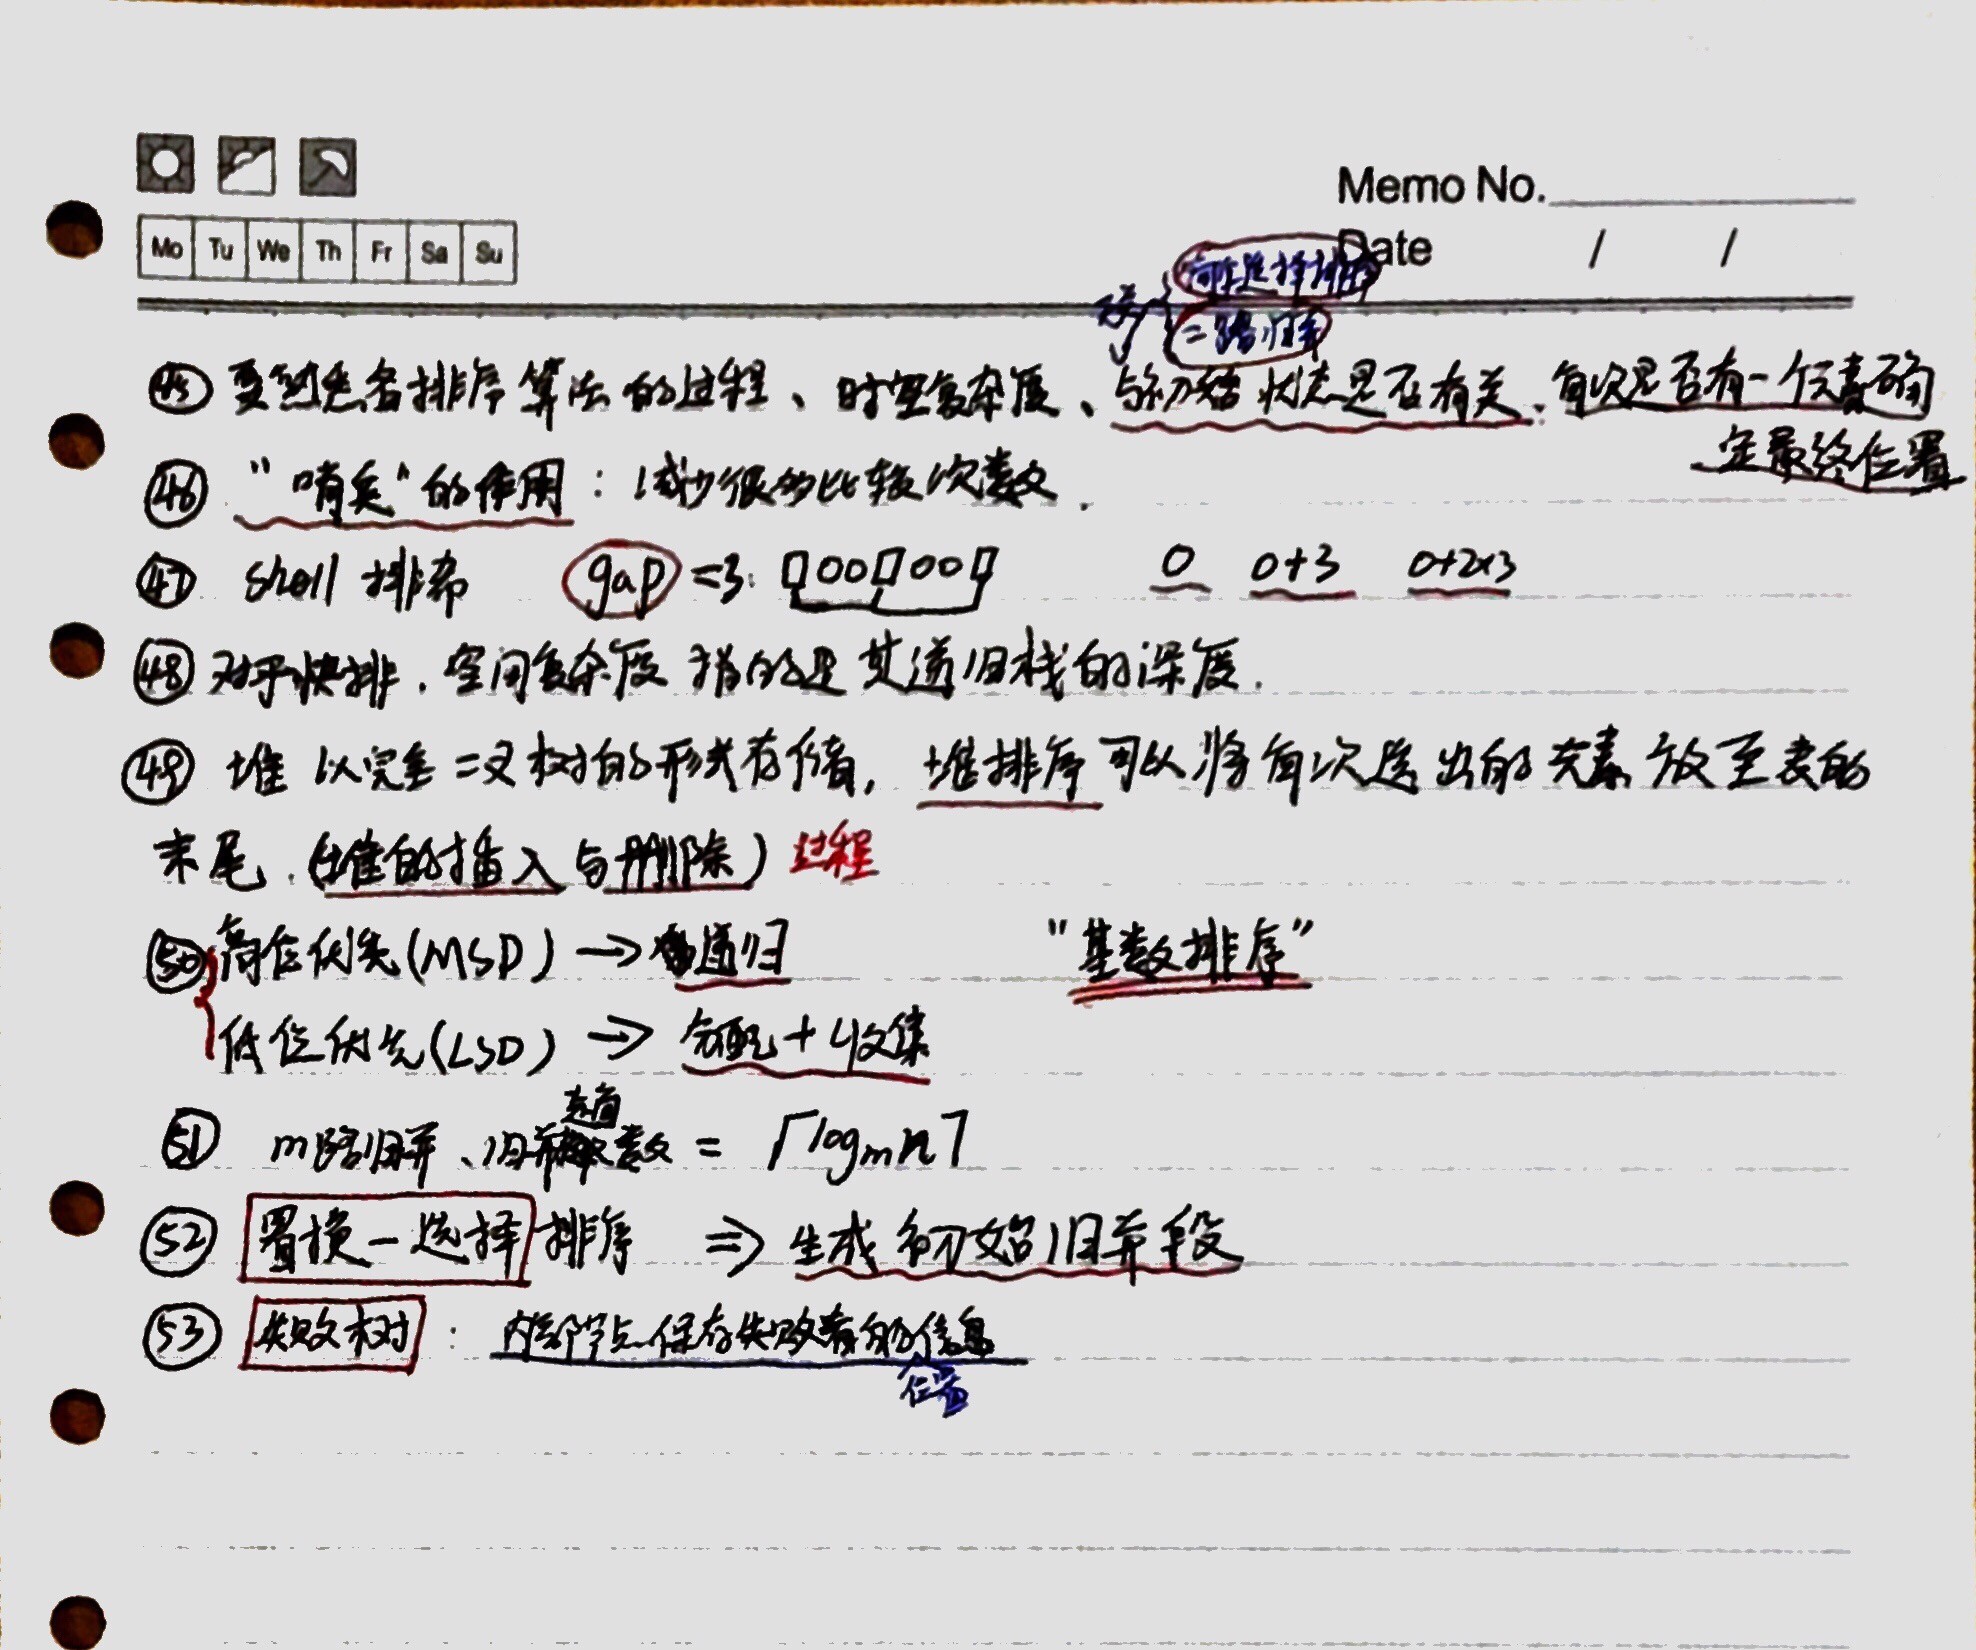 Memo No.
Mo Tu We Th Fr Sa Su
Date / /
简单选择排序
二路归并
㊺ 要熟悉各排序算法的过程、时空复杂度、与初始状态是否有关、每次是否有一个元素确
定最终位置
㊻ “哨兵”的作用：减少很多比较次数.
㊼ shell 排序 gap =3: 0 0+3 0+2×3
㊽ 对于快排.空间复杂度指的是其递归栈的深度.
㊾ 堆以完全二叉树的形式存储, 堆排序可以将每次选出的元素放至表的
末尾.(堆的插入与删除)过程
㊿ 高位优先(MSD) → 递归 “基数排序”
低位优先(LSD) → 分配+收集
51 m路归并、归并趟数 = ⌈logₘn⌉
52 置换-选择排序 ⇒ 生成初始归并段
53 失败树: 内部节点保存失败者的信息
位置